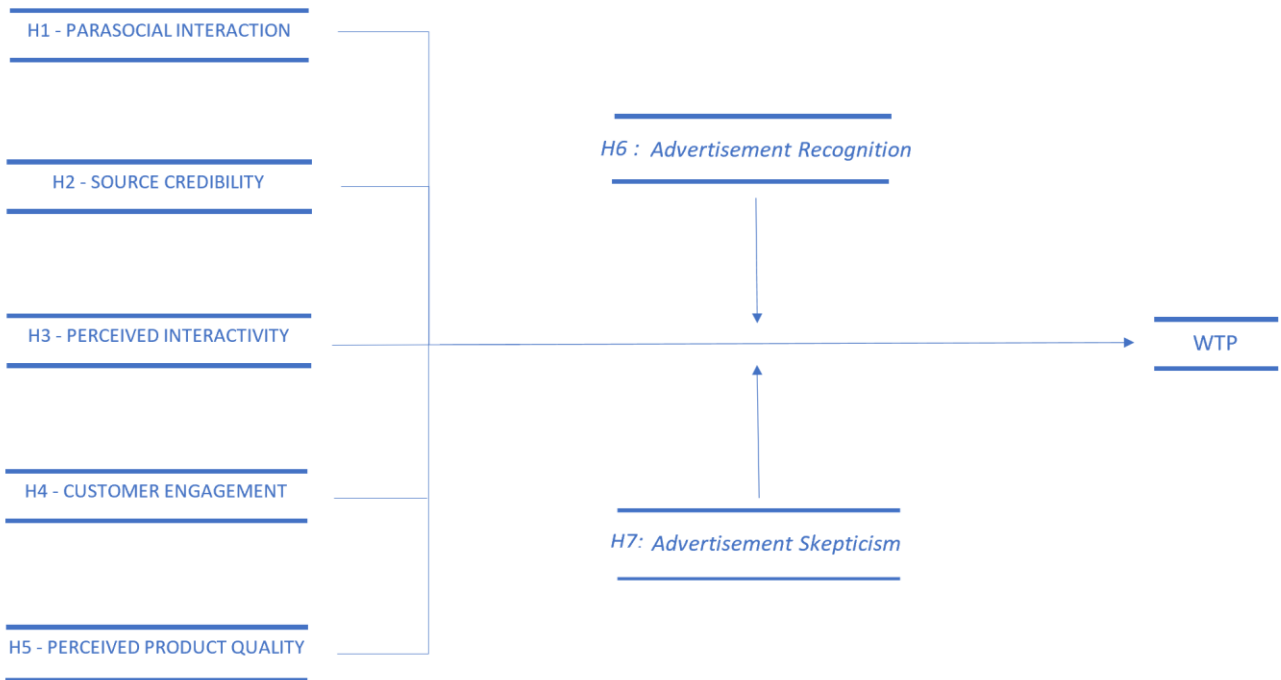 H1 - PARASOCIAL INTERACTION
H2 - SOURCE CREDIBILITY
H3 - PERCEIVED INTERACTIVITY
H4 - CUSTOMER ENGAGEMENT
H5 - PERCEIVED PRODUCT QUALITY
H6 : Advertisement Recognition
H7: Advertisement Skepticism
WTP